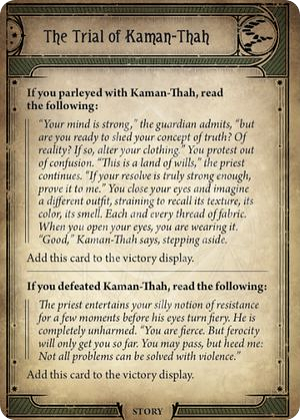 The Trial of Kaman-Thah
If you parleyed with Kaman-Thah, read
the following:
"Your mind is strong," the guardian admits, "but
are you ready to shed your concept of truth? Of
reality? If so, alter your clothing." You protest out
of confusion. "This is a land of wills," the priest
continues. "If your resolve is truly strong enough,
prove it to me." You close your eyes and imagine
a different outfit, straining to recall its texture, its
color, its smell. Each and every thread of fabric.
When you open your eyes, you are wearing it.
"Good," Kaman-Thah says, stepping aside.
Add this card to the victory display.
If you defeated Kaman-Thah, read the following:
The priest entertains your silly notion of resistance
for a few moments before his eyes turn fiery. He is
completely unharmed. "You are fierce. But ferocity
will only get you so far. You may pass, but heed me:
Not all problems can be solved with violence."
Add this card to the victory display.
STORY